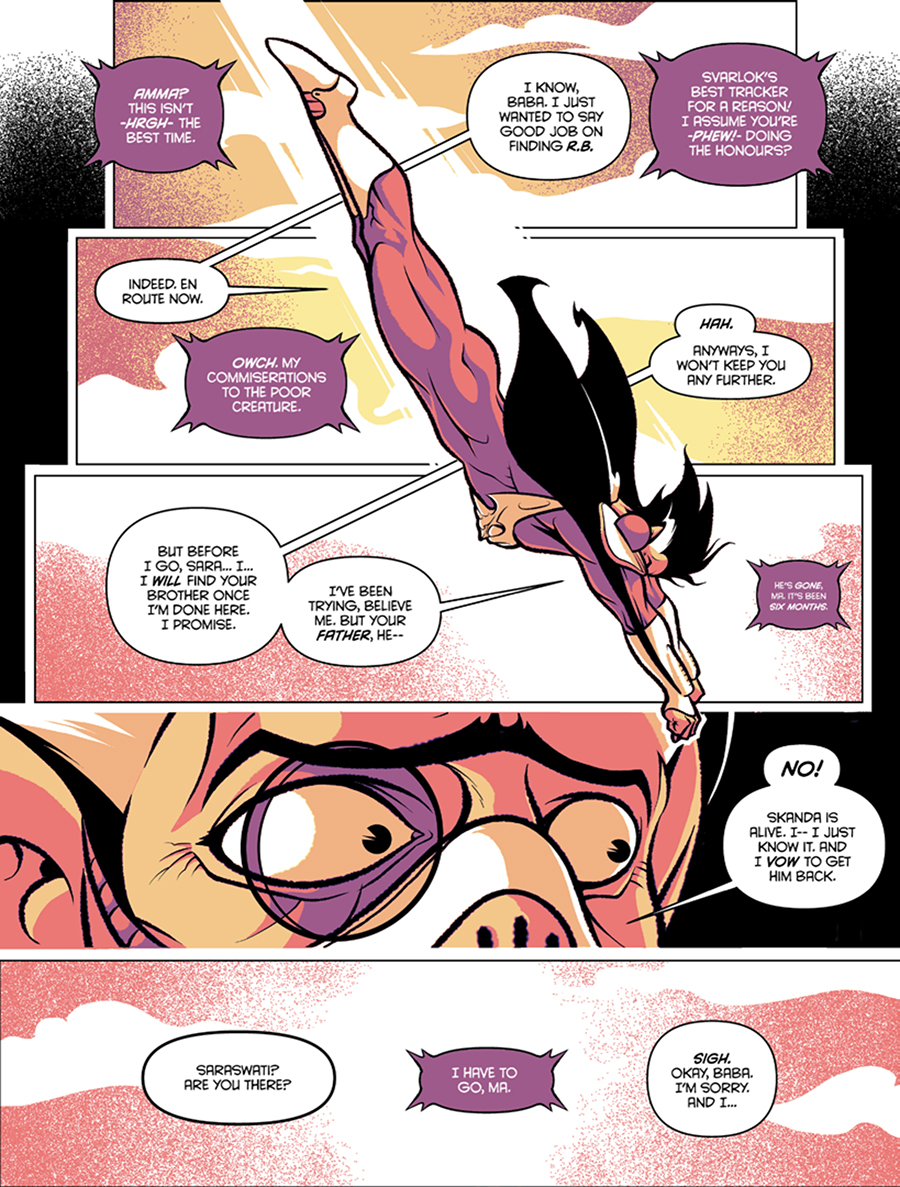 AMMA?
THIS ISN'T
-HRGH- THE
BEST TIME.
I KNOW,
BABA. I JUST
WANTED TO SAY
GOOD JOB ON
FINDING R.B.
SVARLOK'S
BEST TRACKER
FOR A REASON!
I ASSUME YOU'RE
-PHEW!- DOING
THE HONOURS?
INDEED. EN
ROUTE NOW.
OWCH. MY
COMMISERATIONS
TO THE POOR
CREATURE.
HAH.
ANYWAYS, I
WON'T KEEP YOU
ANY FURTHER.
BUT BEFORE
I GO, SARA... I...
I WILL FIND YOUR
BROTHER ONCE
I'M DONE HERE.
I PROMISE.
I'VE BEEN
TRYING, BELIEVE
ME. BUT YOUR
FATHER, HE--
HE'S GONE,
MA. IT'S BEEN
SIX MONTHS.
NO!
SKANDA IS
ALIVE. I-- I JUST
KNOW IT. AND
I VOW TO GET
HIM BACK.
SARASWATI?
ARE YOU THERE?
I HAVE TO
GO, MA.
SIGH.
OKAY, BABA.
I'M SORRY.
AND I...